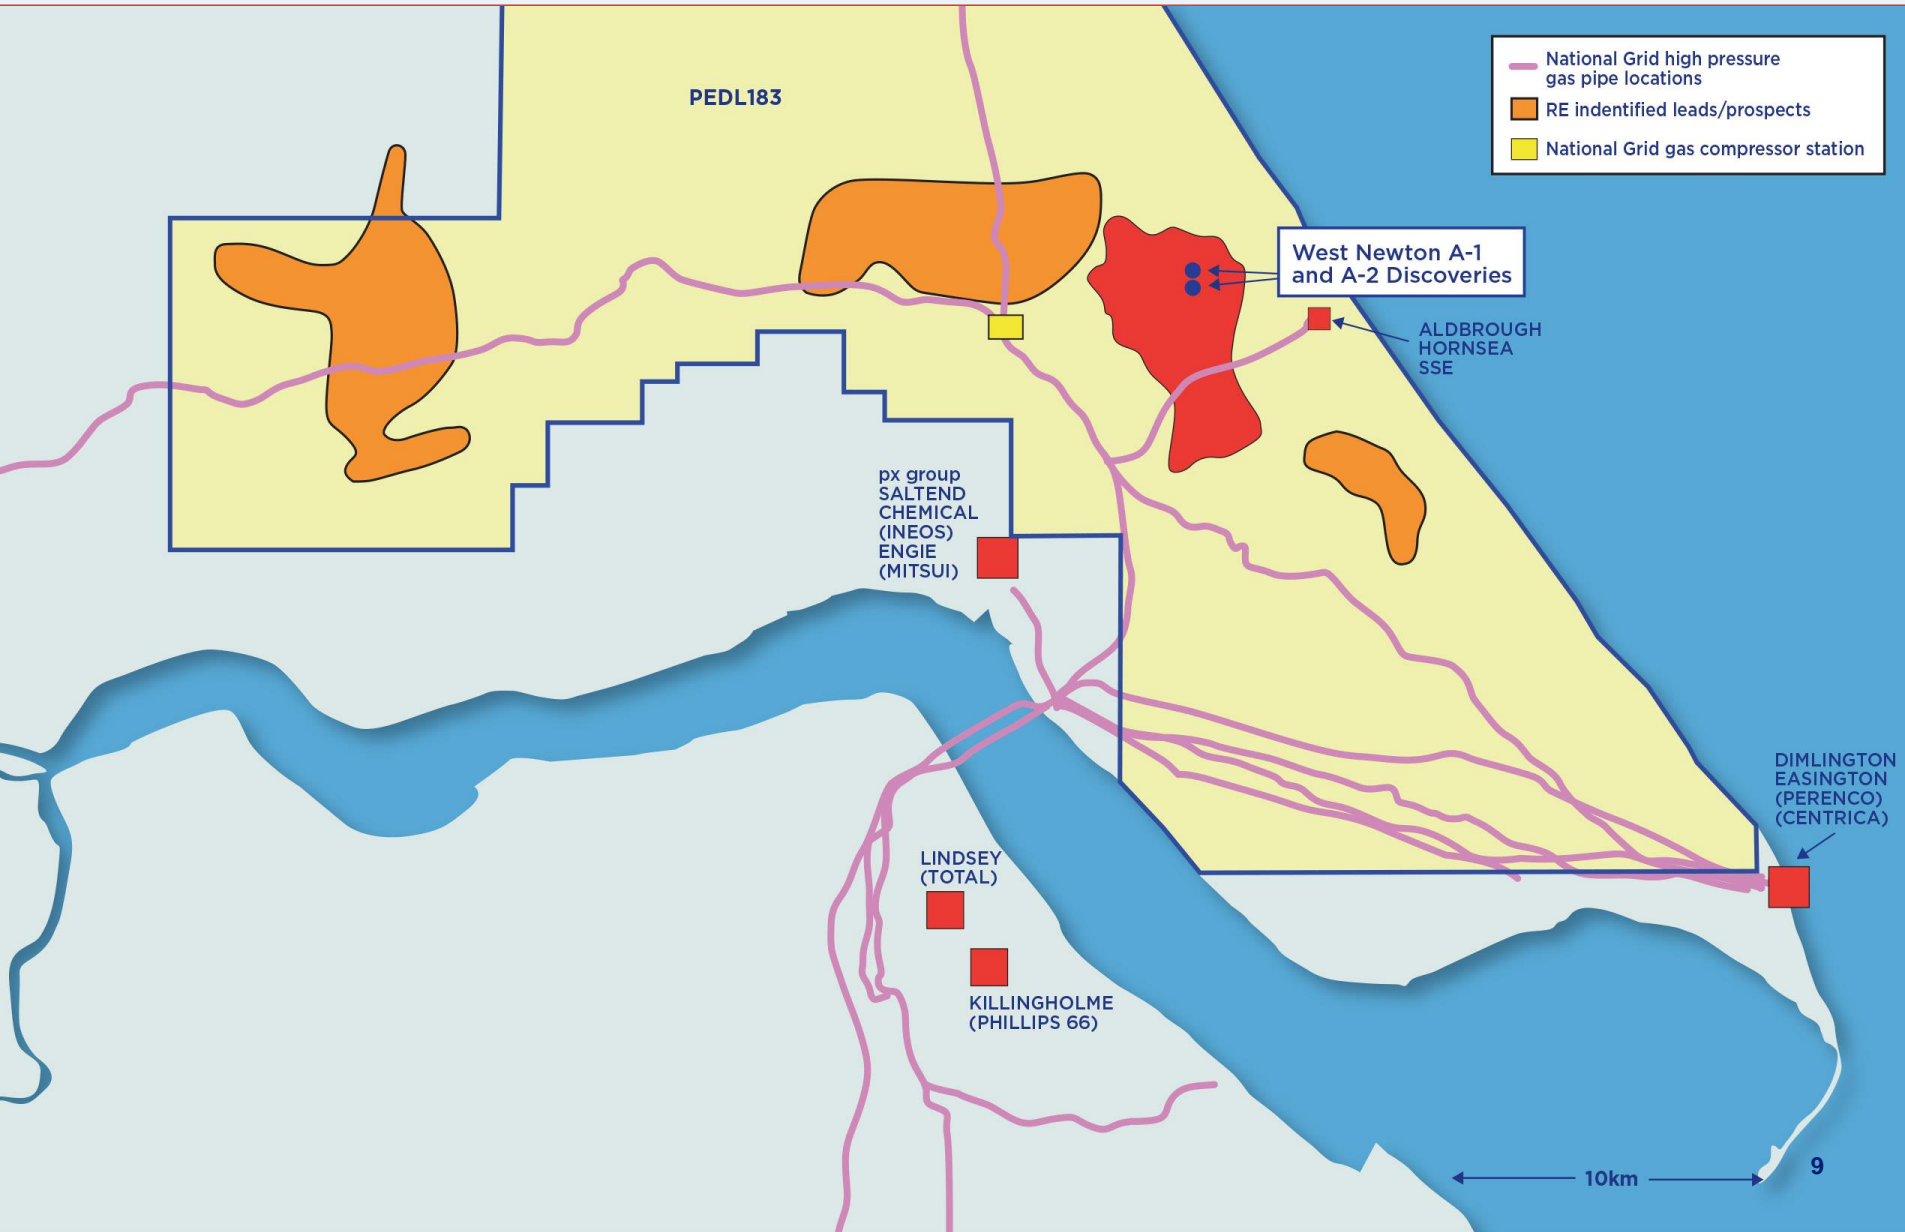 PEDL183
National Grid high pressure
gas pipe locations
RE indentified leads/prospects
National Grid gas compressor station
West Newton A-1
and A-2 Discoveries
ALDBROUGH
HORNSEA
SSE
px group
SALTEND
CHEMICAL
(INEOS)
ENGIE
(MITSUI)
DIMLINGTON
EASINGTON
(PERENCO)
(CENTRICA)
LINDSEY
(TOTAL)
KILLINGHOLME
(PHILLIPS 66)
10km
9